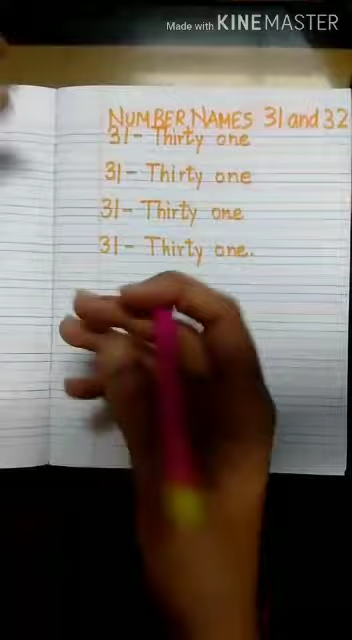 Made with KINEMASTER
NUMBER NAMES 31 and 32
31- Thirty one
31- Thirty one
31- Thirty one
31- Thirty one.